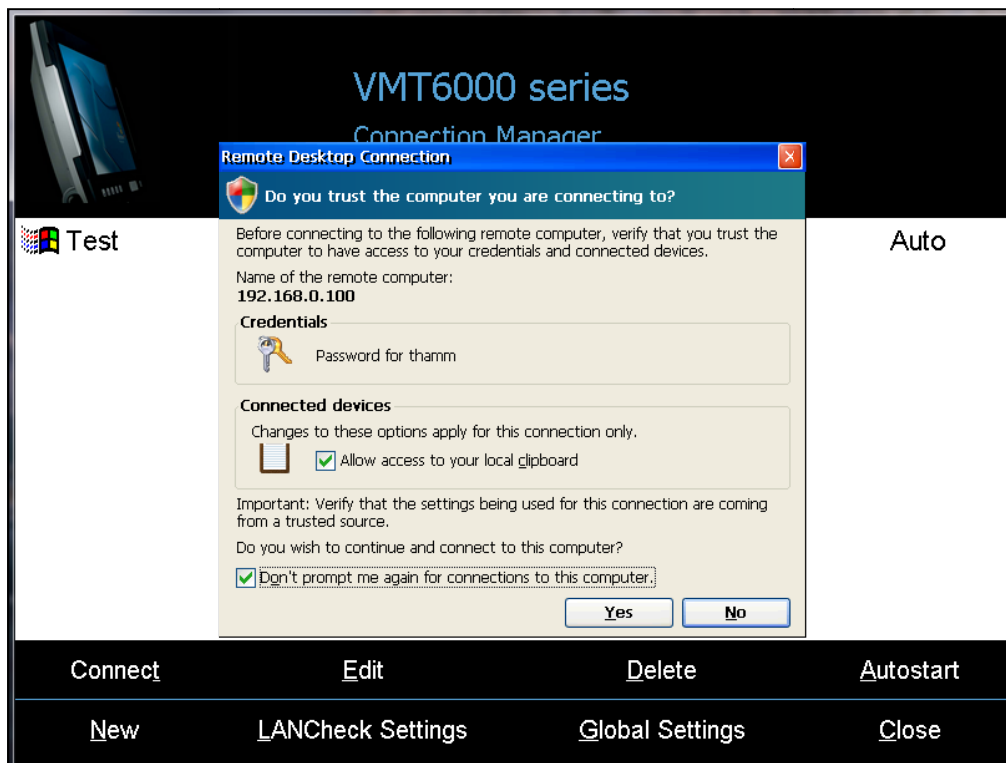 VMT6000 series
Connection Manager
Remote Desktop Connection
Do you trust the computer you are connecting to?
Test
Auto
Before connecting to the following remote computer, verify that you trust the
computer to have access to your credentials and connected devices.
Name of the remote computer:
192.168.0.100
Credentials
Password for thamm
Connected devices
Changes to these options apply for this connection only.
Allow access to your local clipboard
Important: Verify that the settings being used for this connection are coming
from a trusted source.
Do you wish to continue and connect to this computer?
Don't prompt me again for connections to this computer.
Yes No
Connect Edit Delete Autostart
New LANCheck Settings Global Settings Close